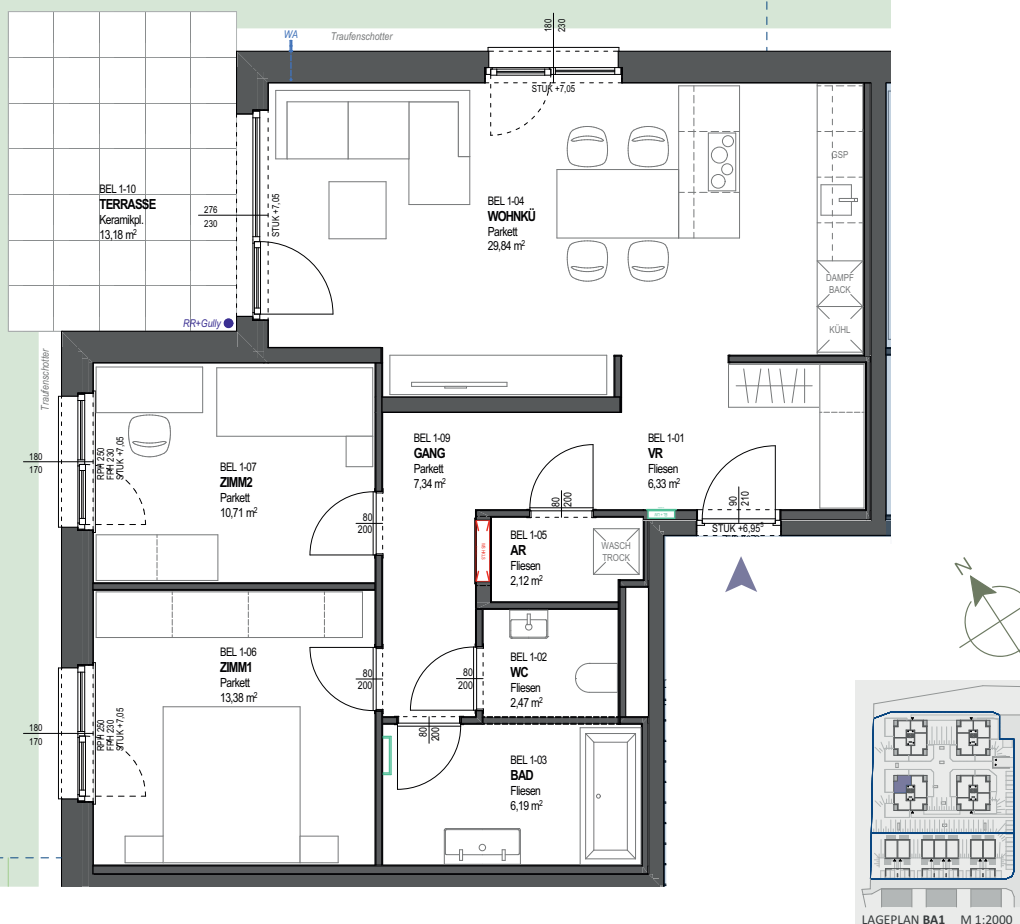 180
230
WA
Traufenschotter
STUK +7,05
GSP
BEL 1-10
TERRASSE
Keramikpl.
13,18 m²
276
230
STUK +7,05
BEL 1-04
WOHNKÜ
Parkett
29,84 m²
DAMPF
BACK
KÜHL
RR+Gully
Traufenschotter
180
170
RPH 250
FPH 230
STUK +7,05
BEL 1-07
ZIMM2
Parkett
10,71 m²
BEL 1-09
GANG
Parkett
7,34 m²
BEL 1-01
VR
Fliesen
6,33 m²
80
200
90
210
80
200
STUK +6,95⁵
BEL 1-05
AR
Fliesen
2,12 m²
WASCH
TROCK
N
BEL 1-06
ZIMM1
Parkett
13,38 m²
80
200
80
200
BEL 1-02
WC
Fliesen
2,47 m²
180
170
RPH 250
FPH 230
STUK +7,05
80
200
BEL 1-03
BAD
Fliesen
6,19 m²
LAGEPLAN BA1 M 1:2000